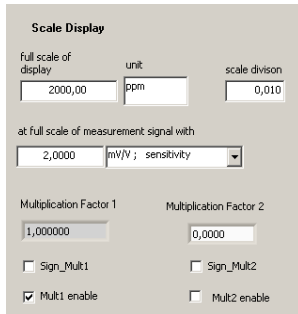 Scale Display
full scale of
display
unit
scale divison
2000,00
ppm
0,010
at full scale of measurement signal with
2,0000
mV/V ;   sensitivity
Multiplication Factor 1
Multiplication Factor 2
1,000000
0,0000
Sign_Mult1
Sign_Mult2
Mult1 enable
Mult2 enable